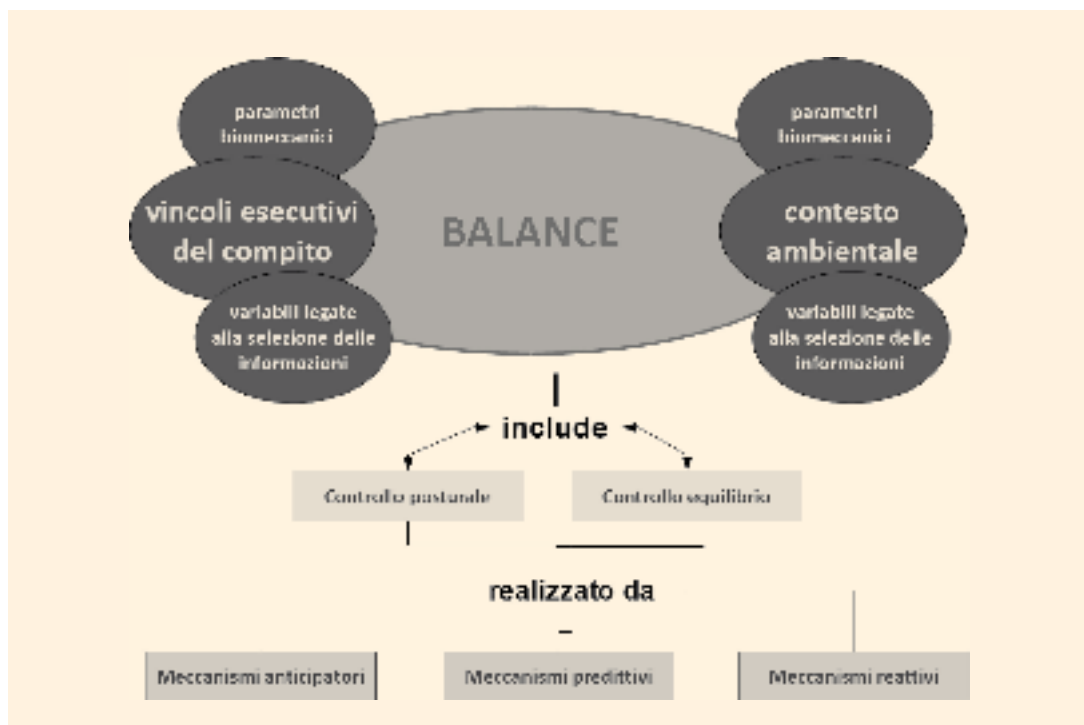 parametri
biomeccanici
vincoli esecutivi
del compito
variabili legate
alla selezione delle
informazioni
BALANCE
parametri
biomeccanici
contesto
ambientale
variabili legate
alla selezione delle
informazioni
include
Controllo posturale
Controllo equilibrio
realizzato da
Meccanismi anticipatori
Meccanismi predittivi
Meccanismi reattivi